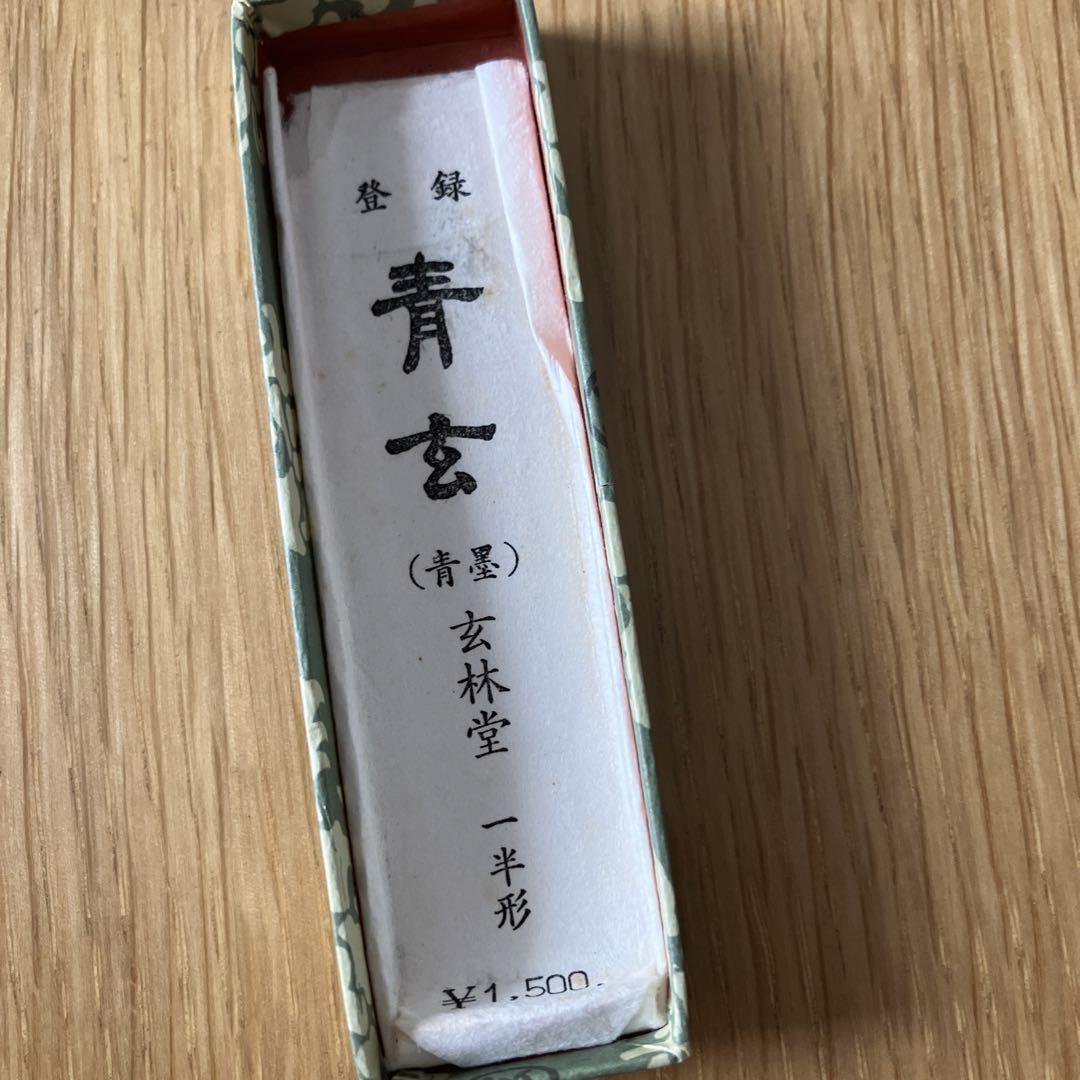 登録
青玄
(青墨)
玄林堂
一半形
¥1,500.